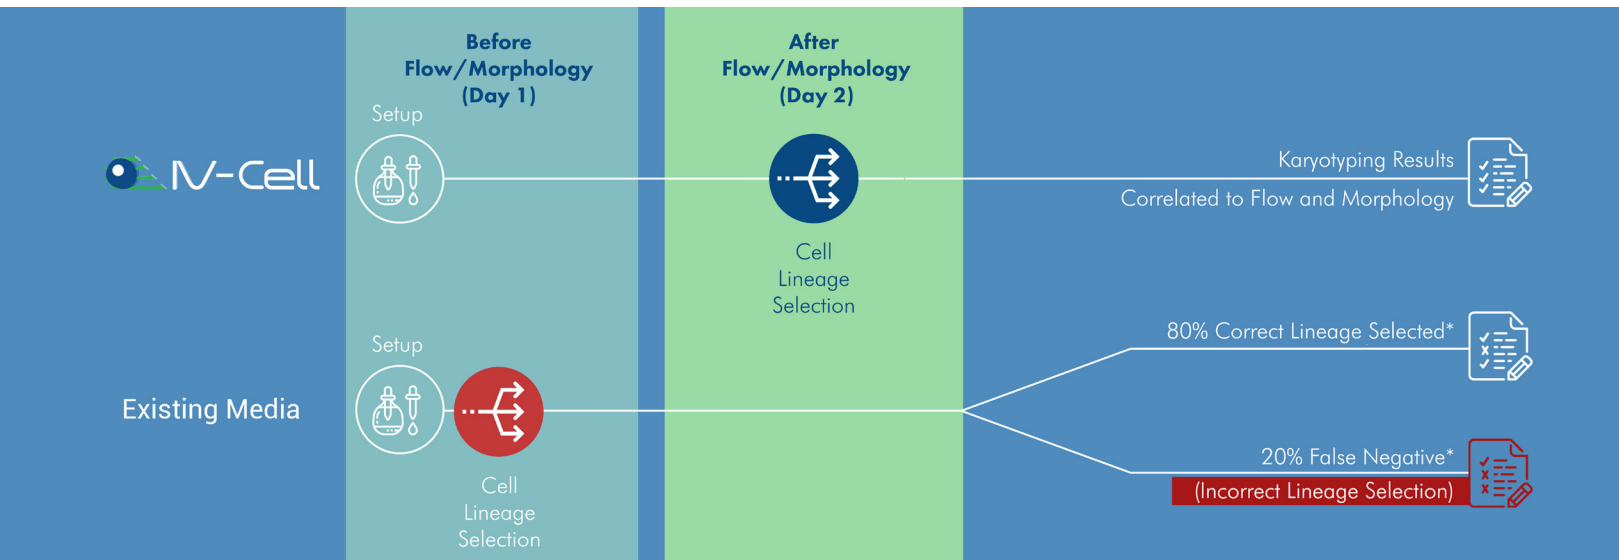 Before
Flow/Morphology
(Day 1)
After
Flow/Morphology
(Day 2)
Setup
IV-Cell
Karyotyping Results
Correlated to Flow and Morphology
Cell
Lineage
Selection
Setup
Existing Media
80% Correct Lineage Selected*
20% False Negative*
(Incorrect Lineage Selection)
Cell
Lineage
Selection